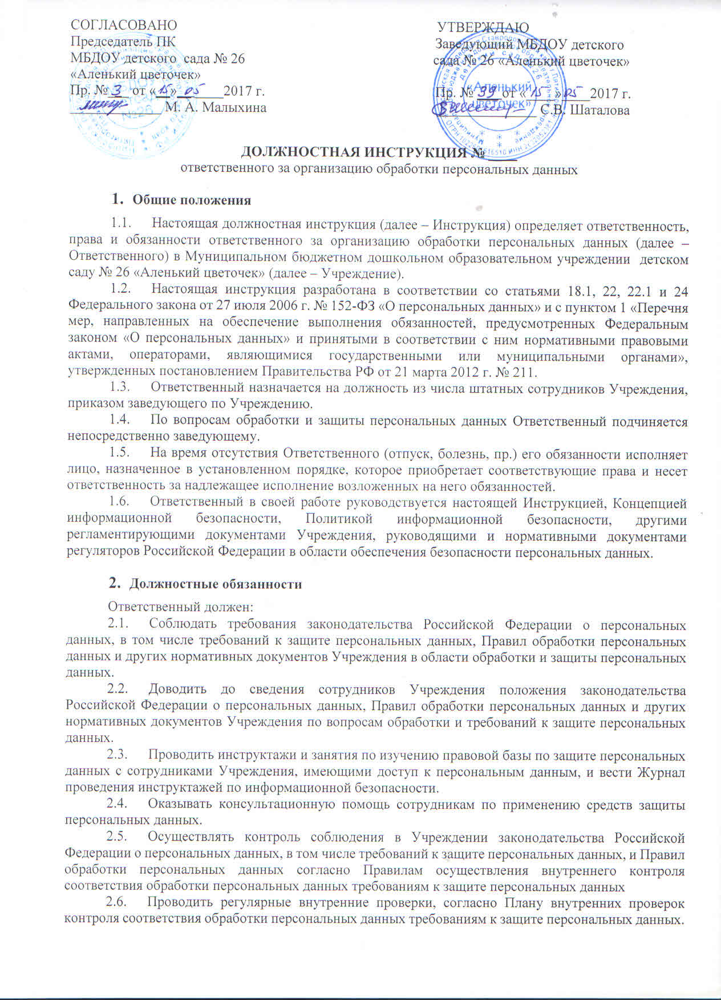 СОГЛАСОВАНО
Председатель ПК
МБДОУ детского сада № 26
«Аленький цветочек»
Пр. № 3 от «15» 05 2017 г.
М. А. Малыхина
УТВЕРЖДАЮ
Заведующий МБДОУ детского
сада № 26 «Аленький цветочек»
Пр. № 39 от «15» 05 2017 г.
С.В. Шаталова
«Аленький
цветочек»
№26
ДОЛЖНОСТНАЯ ИНСТРУКЦИЯ № ____
ответственного за организацию обработки персональных данных
1. Общие положения
1.1. Настоящая должностная инструкция (далее – Инструкция) определяет ответственность,
права и обязанности ответственного за организацию обработки персональных данных (далее –
Ответственного) в Муниципальном бюджетном дошкольном образовательном учреждении детском
саду № 26 «Аленький цветочек» (далее – Учреждение).
1.2. Настоящая инструкция разработана в соответствии со статьями 18.1, 22, 22.1 и 24
Федерального закона от 27 июля 2006 г. № 152-ФЗ «О персональных данных» и с пунктом 1 «Перечня
мер, направленных на обеспечение выполнения обязанностей, предусмотренных Федеральным
законом «О персональных данных» и принятыми в соответствии с ним нормативными правовыми
актами, операторами, являющимися государственными или муниципальными органами»,
утвержденных постановлением Правительства РФ от 21 марта 2012 г. № 211.
1.3. Ответственный назначается на должность из числа штатных сотрудников Учреждения,
приказом заведующего по Учреждению.
1.4. По вопросам обработки и защиты персональных данных Ответственный подчиняется
непосредственно заведующему.
1.5. На время отсутствия Ответственного (отпуск, болезнь, пр.) его обязанности исполняет
лицо, назначенное в установленном порядке, которое приобретает соответствующие права и несет
ответственность за надлежащее исполнение возложенных на него обязанностей.
1.6. Ответственный в своей работе руководствуется настоящей Инструкцией, Концепцией
информационной безопасности, Политикой информационной безопасности, другими
регламентирующими документами Учреждения, руководящими и нормативными документами
регуляторов Российской Федерации в области обеспечения безопасности персональных данных.
2. Должностные обязанности
Ответственный должен:
2.1. Соблюдать требования законодательства Российской Федерации о персональных
данных, в том числе требований к защите персональных данных, Правил обработки персональных
данных и других нормативных документов Учреждения в области обработки и защиты персональных
данных.
2.2. Доводить до сведения сотрудников Учреждения положения законодательства
Российской Федерации о персональных данных, Правил обработки персональных данных и других
нормативных документов Учреждения по вопросам обработки и требований к защите персональных
данных.
2.3. Проводить инструктажи и занятия по изучению правовой базы по защите персональных
данных с сотрудниками Учреждения, имеющими доступ к персональным данным, и вести Журнал
проведения инструктажей по информационной безопасности.
2.4. Оказывать консультационную помощь сотрудникам по применению средств защиты
персональных данных.
2.5. Осуществлять контроль соблюдения в Учреждении законодательства Российской
Федерации о персональных данных, в том числе требований к защите персональных данных, и Правил
обработки персональных данных согласно Правилам осуществления внутреннего контроля
соответствия обработки персональных данных требованиям к защите персональных данных
2.6. Проводить регулярные внутренние проверки, согласно Плану внутренних проверок
контроля соответствия обработки персональных данных требованиям к защите персональных данных.